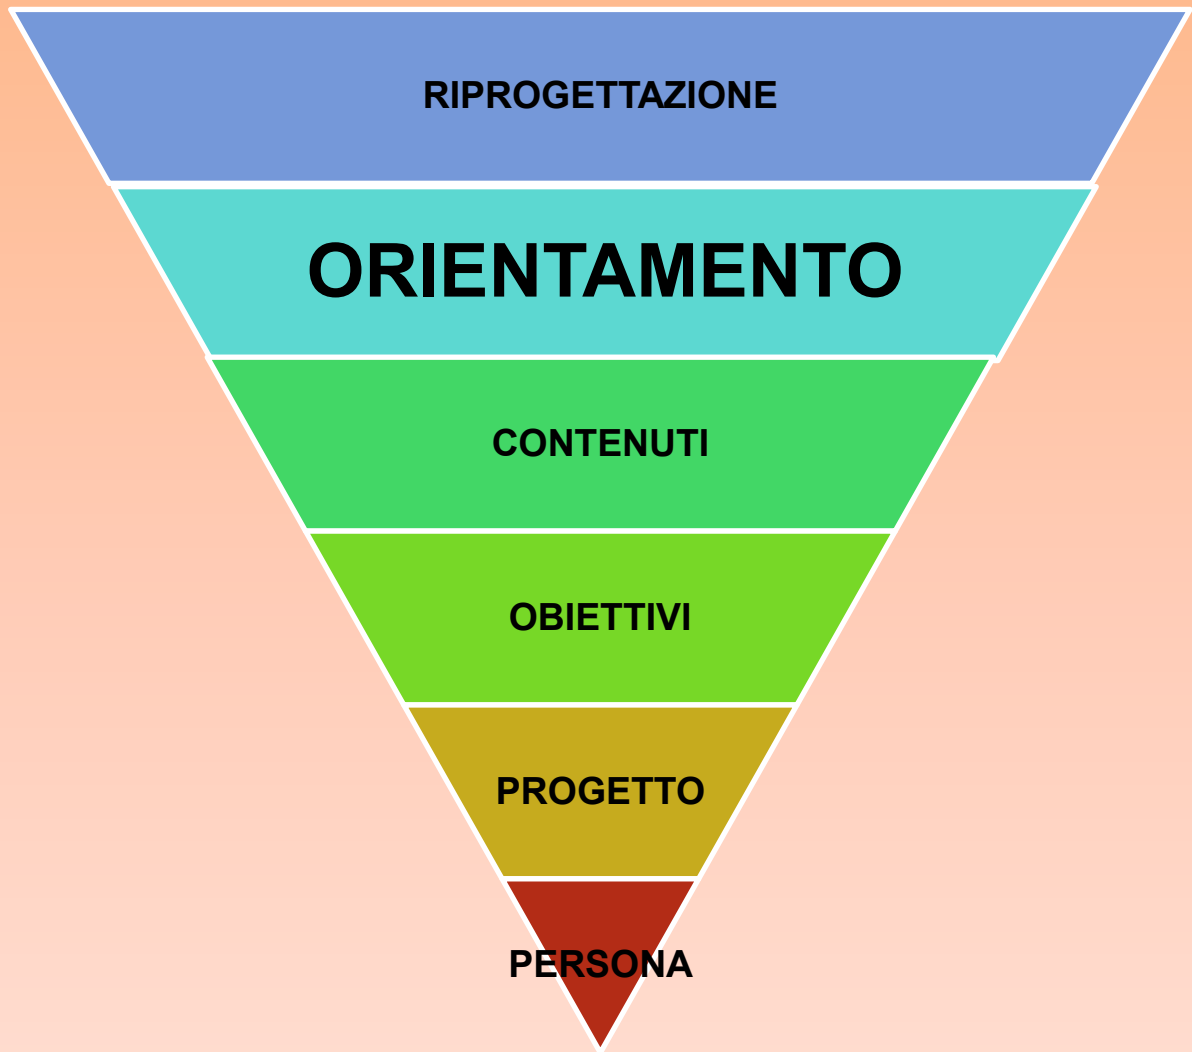 RIPROGETTAZIONE
ORIENTAMENTO
CONTENUTI
OBIETTIVI
PROGETTO
PERSONA